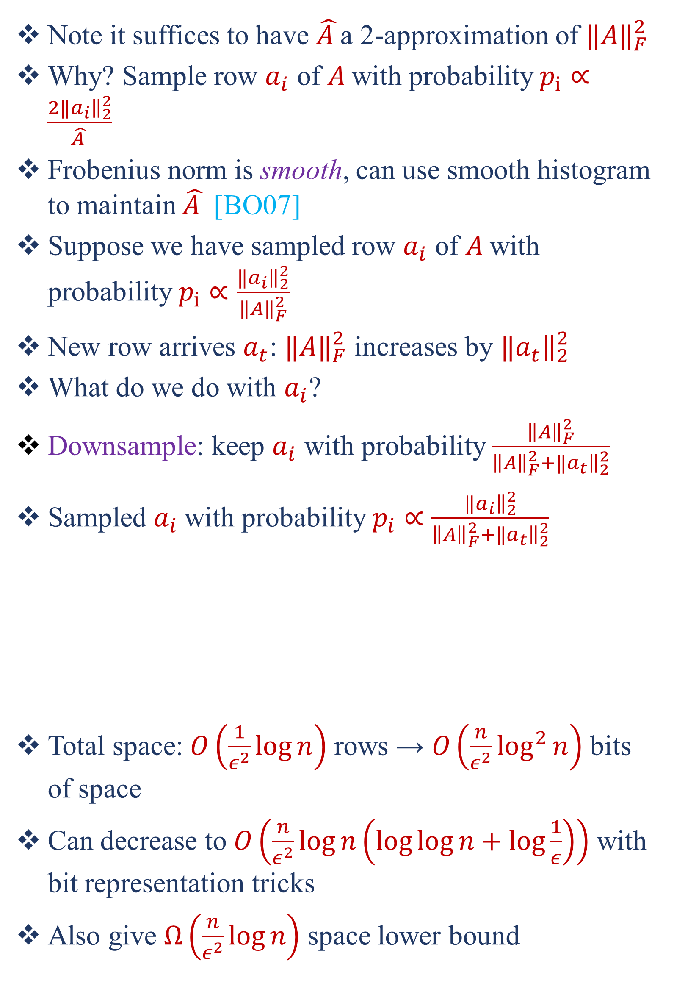 ❖ Note it suffices to have $\widehat{A}$ a 2-approximation of $\|A\|_F^2$
❖ Why? Sample row $a_i$ of $A$ with probability $p_{\mathrm{i}} \propto$
$\frac{2\|a_i\|_2^2}{\widehat{A}}$
❖ Frobenius norm is smooth, can use smooth histogram
to maintain $\widehat{A}$ [BO07]
❖ Suppose we have sampled row $a_i$ of $A$ with
probability $p_{\mathrm{i}} \propto \frac{\|a_i\|_2^2}{\|A\|_F^2}$
❖ New row arrives $a_t$: $\|A\|_F^2$ increases by $\|a_t\|_2^2$
❖ What do we do with $a_i$?
❖ Downsample: keep $a_i$ with probability $\frac{\|A\|_F^2}{\|A\|_F^2+\|a_t\|_2^2}$
❖ Sampled $a_i$ with probability $p_i \propto \frac{\|a_i\|_2^2}{\|A\|_F^2+\|a_t\|_2^2}$
❖ Total space: $O\left(\frac{1}{\epsilon^2}\log n\right)$ rows → $O\left(\frac{n}{\epsilon^2}\log^2 n\right)$ bits
of space
❖ Can decrease to $O\left(\frac{n}{\epsilon^2}\log n\left(\log\log n + \log\frac{1}{\epsilon}\right)\right)$ with
bit representation tricks
❖ Also give $\Omega\left(\frac{n}{\epsilon^2}\log n\right)$ space lower bound